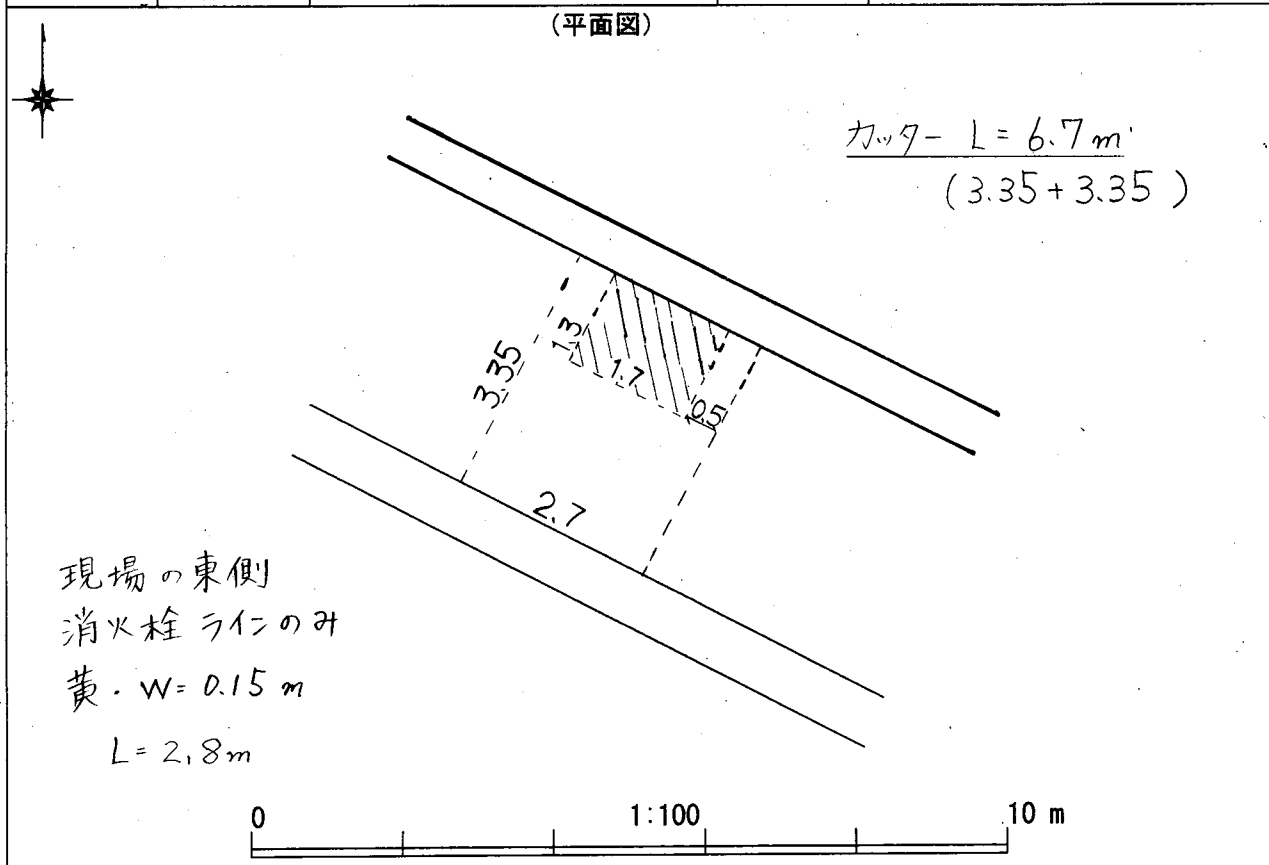 (平面図)
カッター L = 6.7 m
(3.35 + 3.35)
1.3
1.7
0.5
3.35
2.7
現場の東側
消火栓ラインのみ
黄・W= 0.15 m
L= 2.8m
0 1:100 10 m